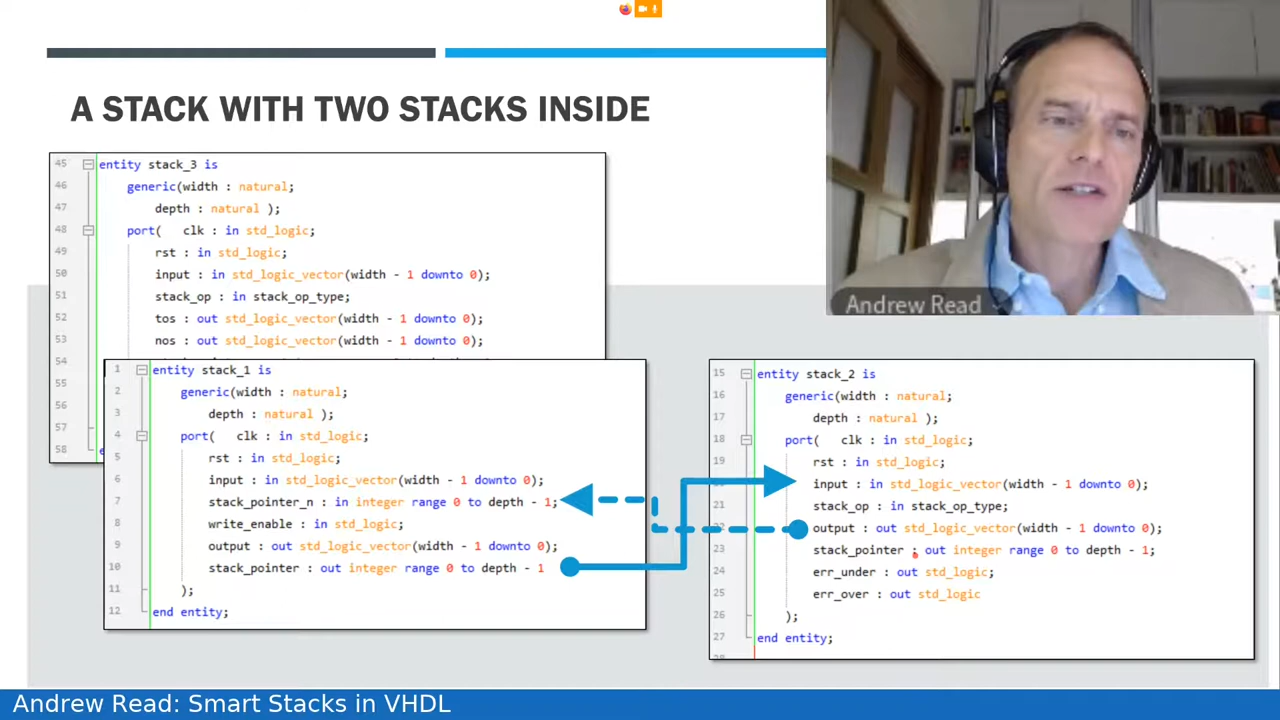 A STACK WITH TWO STACKS INSIDE
45 entity stack_3 is
46 generic(width : natural;
47 depth : natural );
48 port( clk : in std_logic;
49 rst : in std_logic;
50 input : in std_logic_vector(width - 1 downto 0);
51 stack_op : in stack_op_type;
52 tos : out std_logic_vector(width - 1 downto 0);
53 nos : out std_logic_vector(width - 1 downto 0);
54
55
56
57
58
1 entity stack_1 is
2 generic(width : natural;
3 depth : natural );
4 port( clk : in std_logic;
5 rst : in std_logic;
6 input : in std_logic_vector(width - 1 downto 0);
7 stack_pointer_n : in integer range 0 to depth - 1;
8 write_enable : in std_logic;
9 output : out std_logic_vector(width - 1 downto 0);
10 stack_pointer : out integer range 0 to depth - 1
11 );
12 end entity;
15 entity stack_2 is
16 generic(width : natural;
17 depth : natural );
18 port( clk : in std_logic;
19 rst : in std_logic;
input : in std_logic_vector(width - 1 downto 0);
21 stack_op : in stack_op_type;
22 output : out std_logic_vector(width - 1 downto 0);
23 stack_pointer : out integer range 0 to depth - 1;
24 err_under : out std_logic;
25 err_over : out std_logic
26 );
27 end entity;
Andrew Read
Andrew Read: Smart Stacks in VHDL